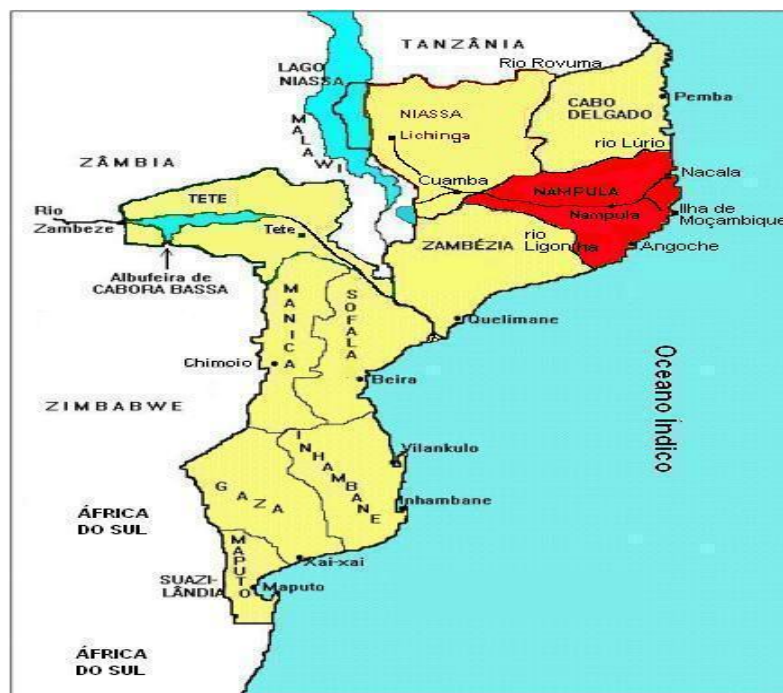 TANZÂNIA
Rio Rovuma
LAGO
NIASSA
MALAWI
NIASSA
Lichinga
CABO
DELGADO
Pemba
rio Lúrio
ZÂMBIA
Cuamba
NAMPULA
Nampula
Nacala
Ilha de
Moçambique
Angoche
TETE
Tete
Rio
Zambeze
ZAMBÉZIA
rio
Ligonha
Albufeira de
CABORA BASSA
MANICA
SOFALA
Quelimane
Chimoio
Beira
Oceano Índico
ZIMBABWE
INHAMBANE
Vilankulo
GAZA
Inhambane
ÁFRICA
DO SUL
MAPUTO
Xai-xai
SUAZI-
LÂNDIA
Maputo
ÁFRICA
DO SUL